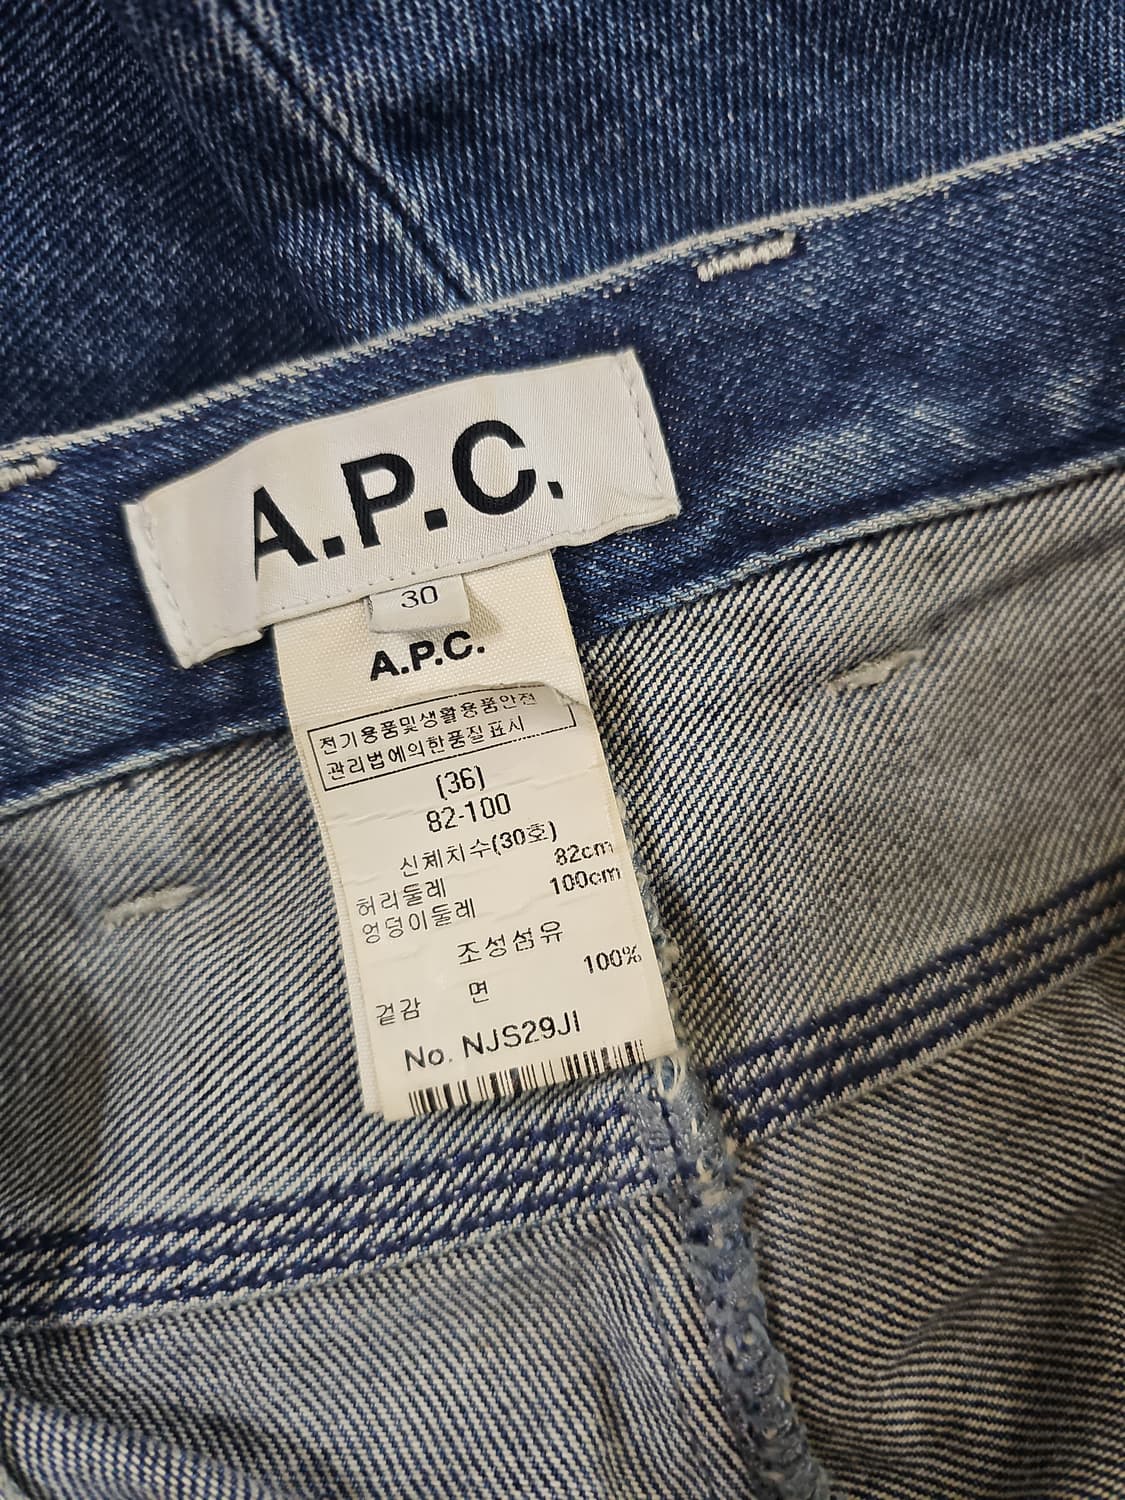 A.P.C.
30
A.P.C.
전기용품및생활용품안전
관리법에의한품질표시
(36)
82-100
신체치수(30호)
허리둘레 82cm
엉덩이둘레 100cm
조성섬유
겉감 면 100%
No. NJS29JI